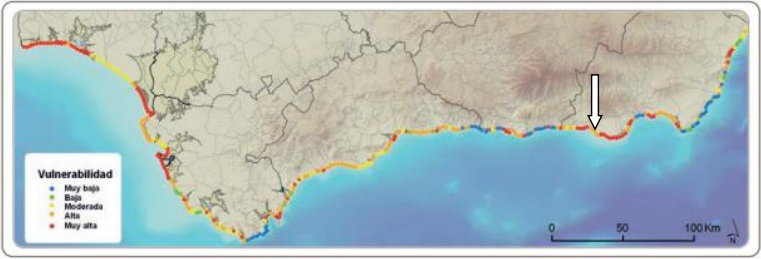 Vulnerabilidad
Muy baja
Baja
Moderada
Alta
Muy alta
0 50 100 Km
N